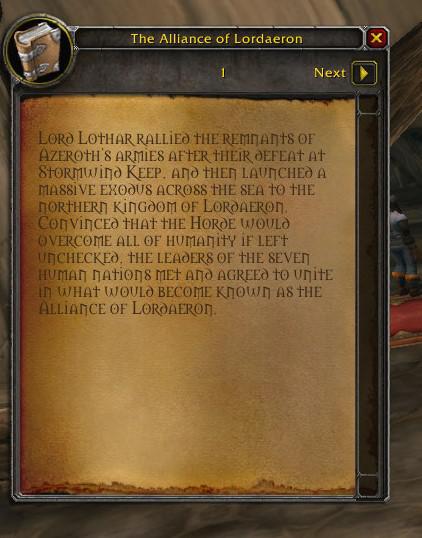 The Alliance of Lordaeron
1
Next
Lord Lothar rallied the remnants of
Azeroth's armies after their defeat at
Stormwind Keep, and then launched a
massive exodus across the sea to the
northern kingdom of Lordaeron.
Convinced that the Horde would
overcome all of humanity if left
unchecked, the leaders of the seven
human nations met and agreed to unite
in what would become known as the
Alliance of Lordaeron.